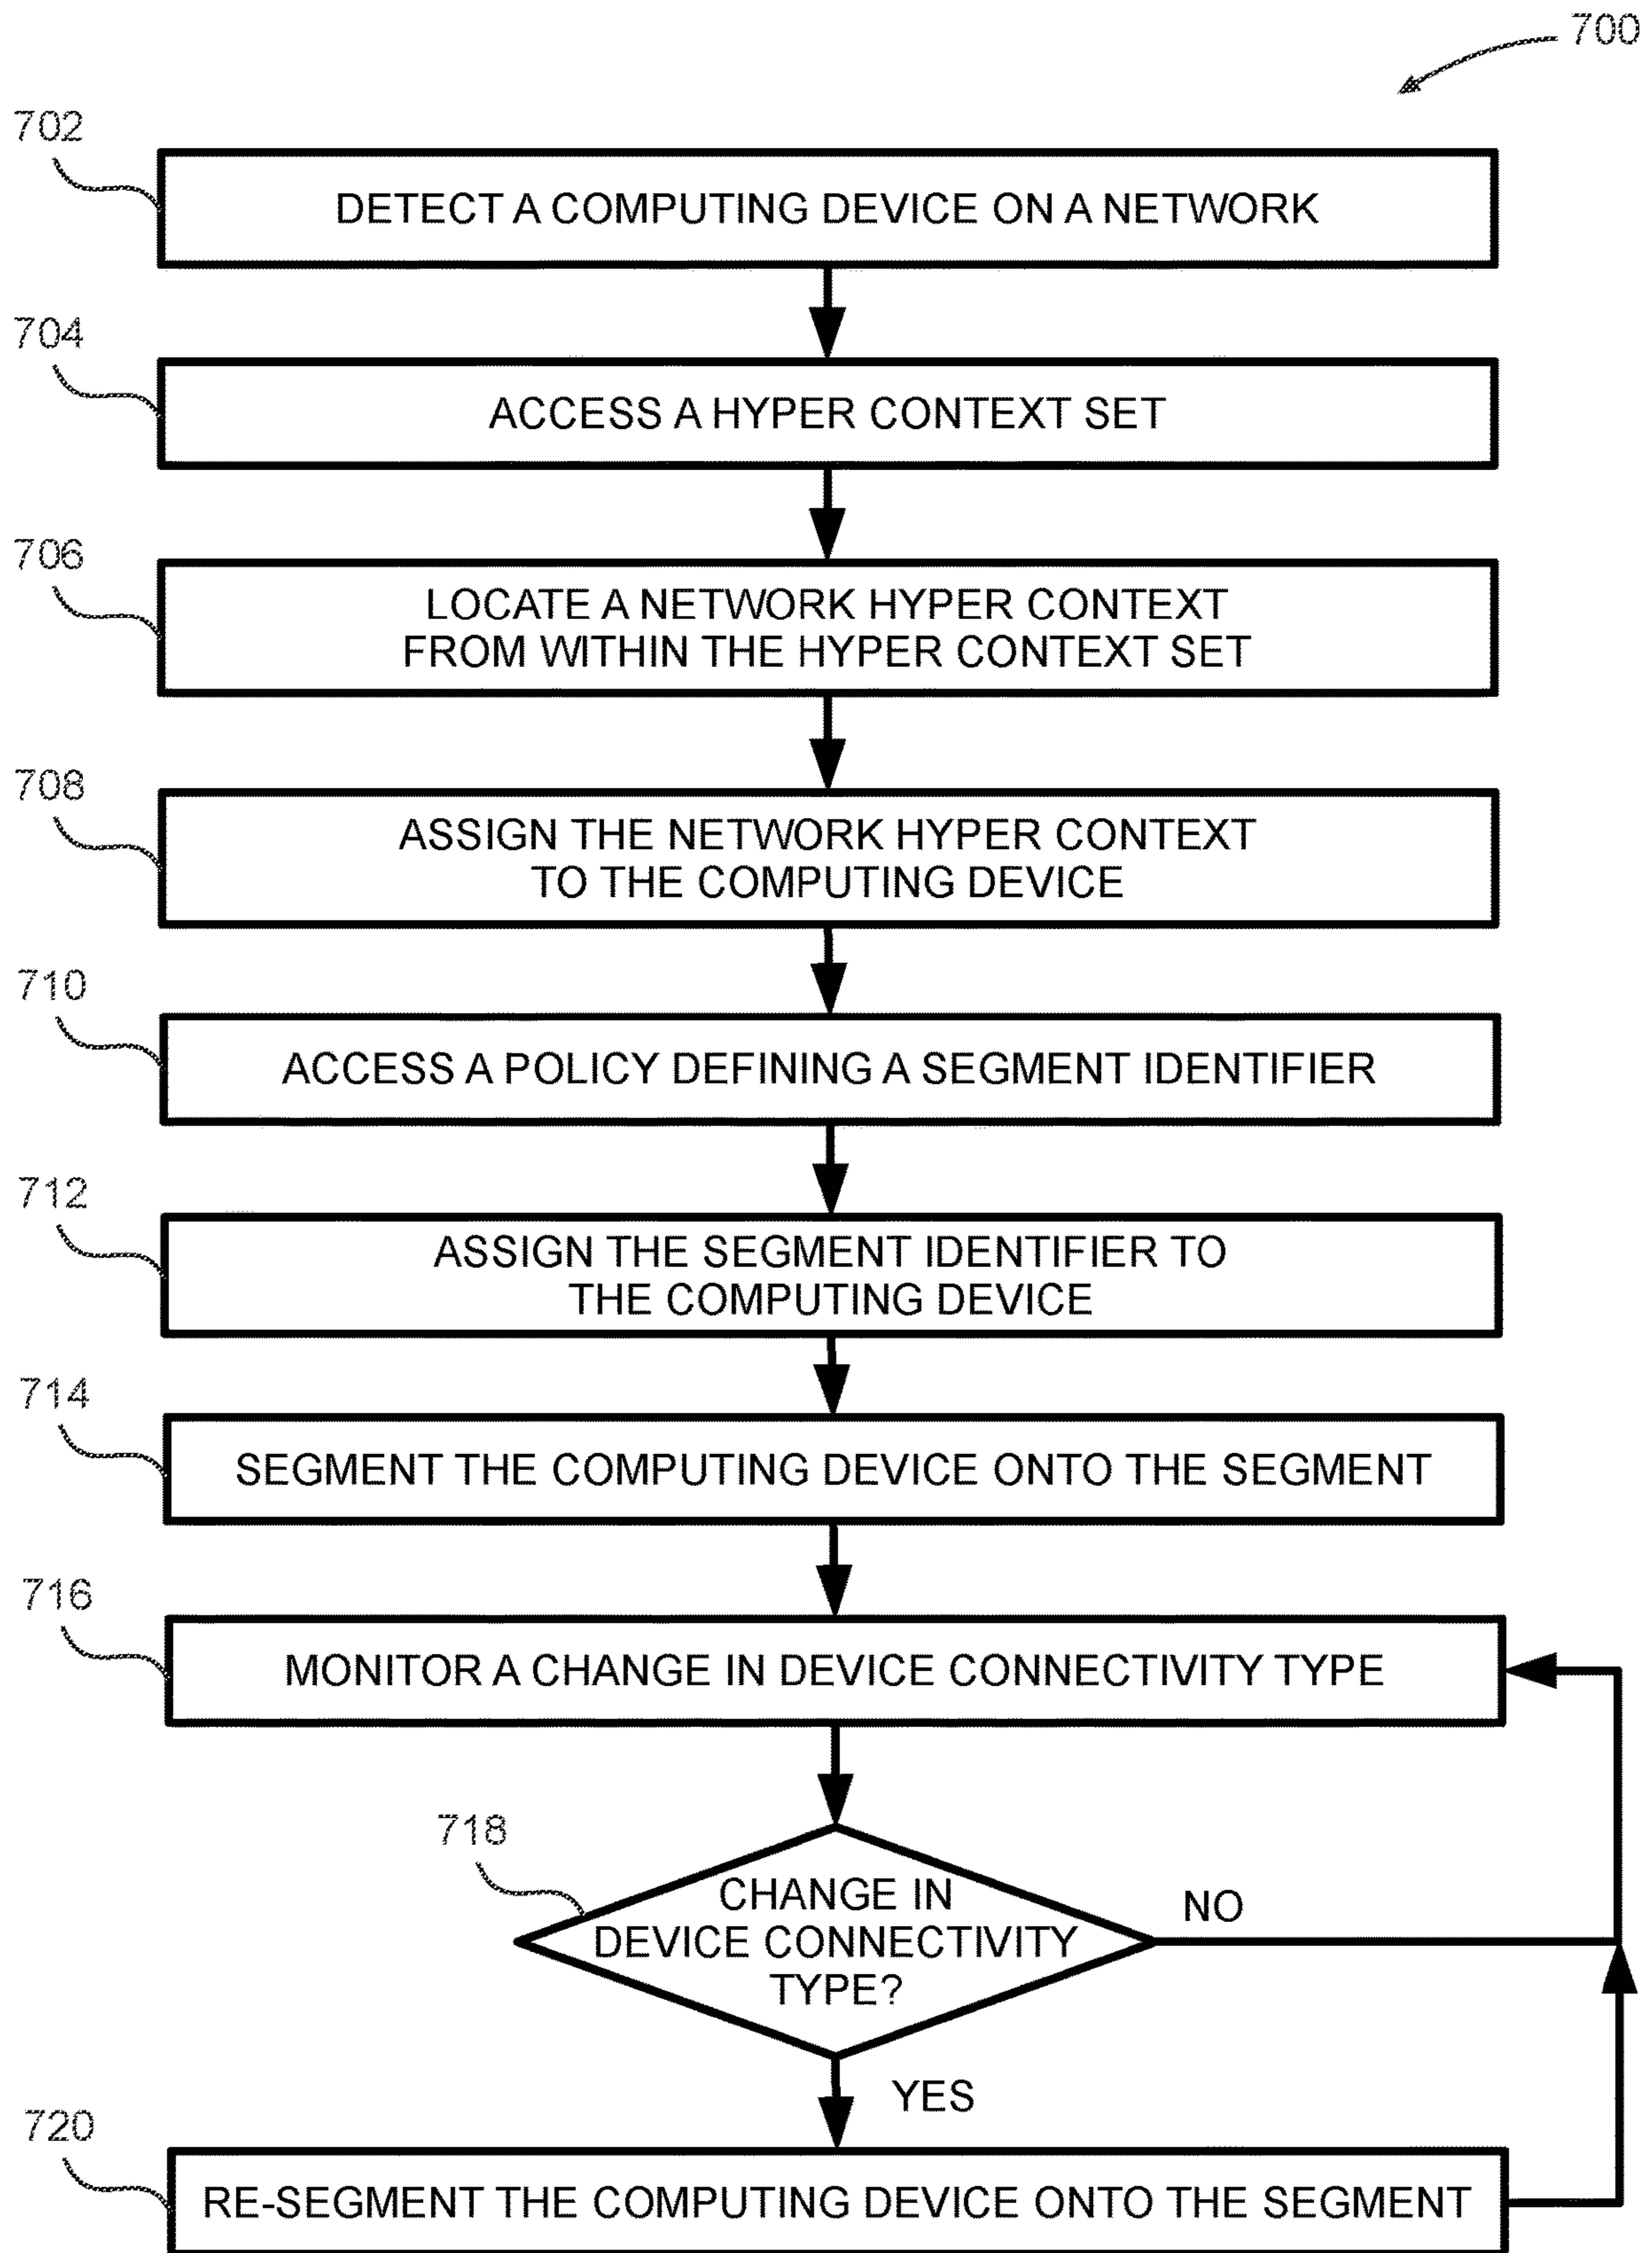 700
702
DETECT A COMPUTING DEVICE ON A NETWORK
704
ACCESS A HYPER CONTEXT SET
706
LOCATE A NETWORK HYPER CONTEXT
FROM WITHIN THE HYPER CONTEXT SET
708
ASSIGN THE NETWORK HYPER CONTEXT
TO THE COMPUTING DEVICE
710
ACCESS A POLICY DEFINING A SEGMENT IDENTIFIER
712
ASSIGN THE SEGMENT IDENTIFIER TO
THE COMPUTING DEVICE
714
SEGMENT THE COMPUTING DEVICE ONTO THE SEGMENT
716
MONITOR A CHANGE IN DEVICE CONNECTIVITY TYPE
718
CHANGE IN
DEVICE CONNECTIVITY
TYPE?
NO
YES
720
RE-SEGMENT THE COMPUTING DEVICE ONTO THE SEGMENT